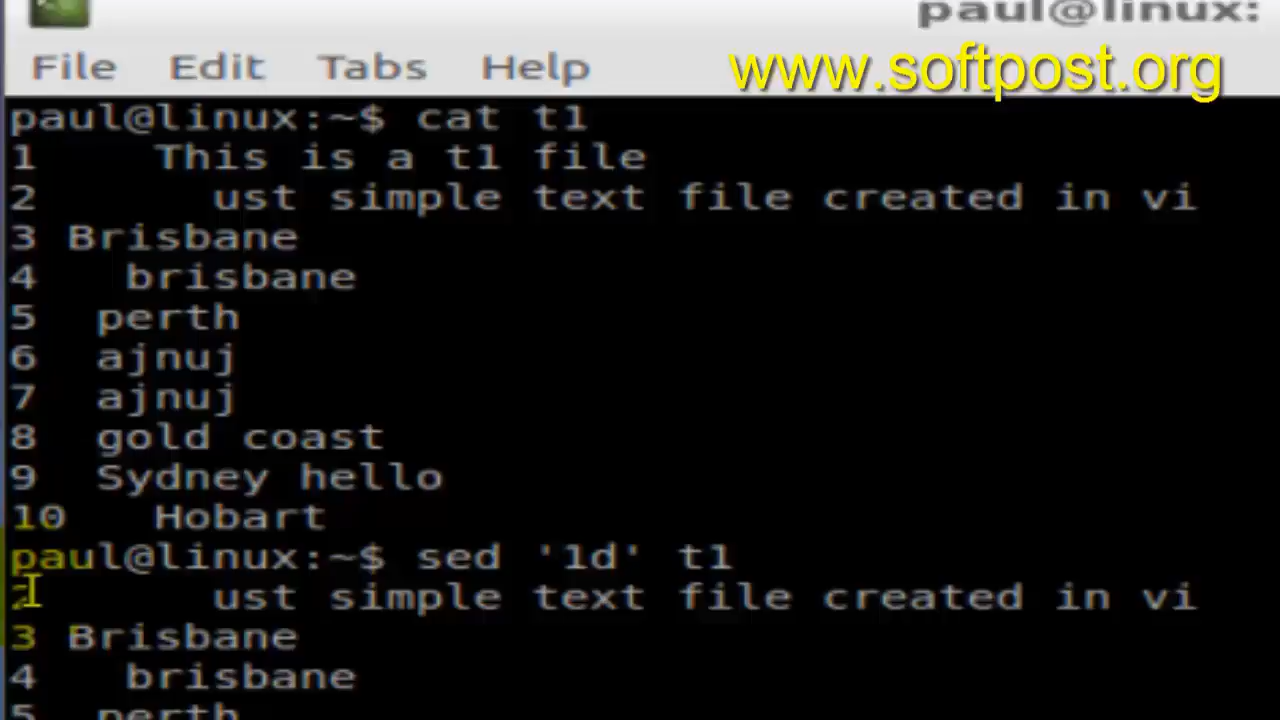 paul@linux:
File Edit Tabs Help
www.softpost.org
paul@linux:~$ cat t1
1 This is a t1 file
2 ust simple text file created in vi
3 Brisbane
4 brisbane
5 perth
6 ajnuj
7 ajnuj
8 gold coast
9 Sydney hello
10 Hobart
paul@linux:~$ sed '1d' t1
2 ust simple text file created in vi
3 Brisbane
4 brisbane
5 perth